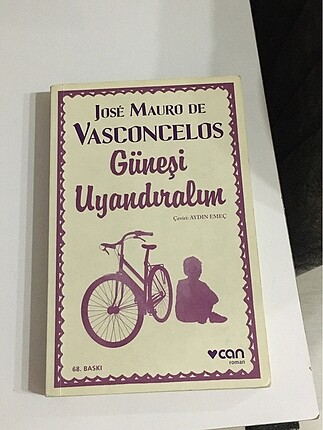 JOSÉ MAURO DE
VASCONCELOS
Güneşi
Uyandıralım
Çeviri: AYDIN EMEÇ
68. BASKI
can
roman